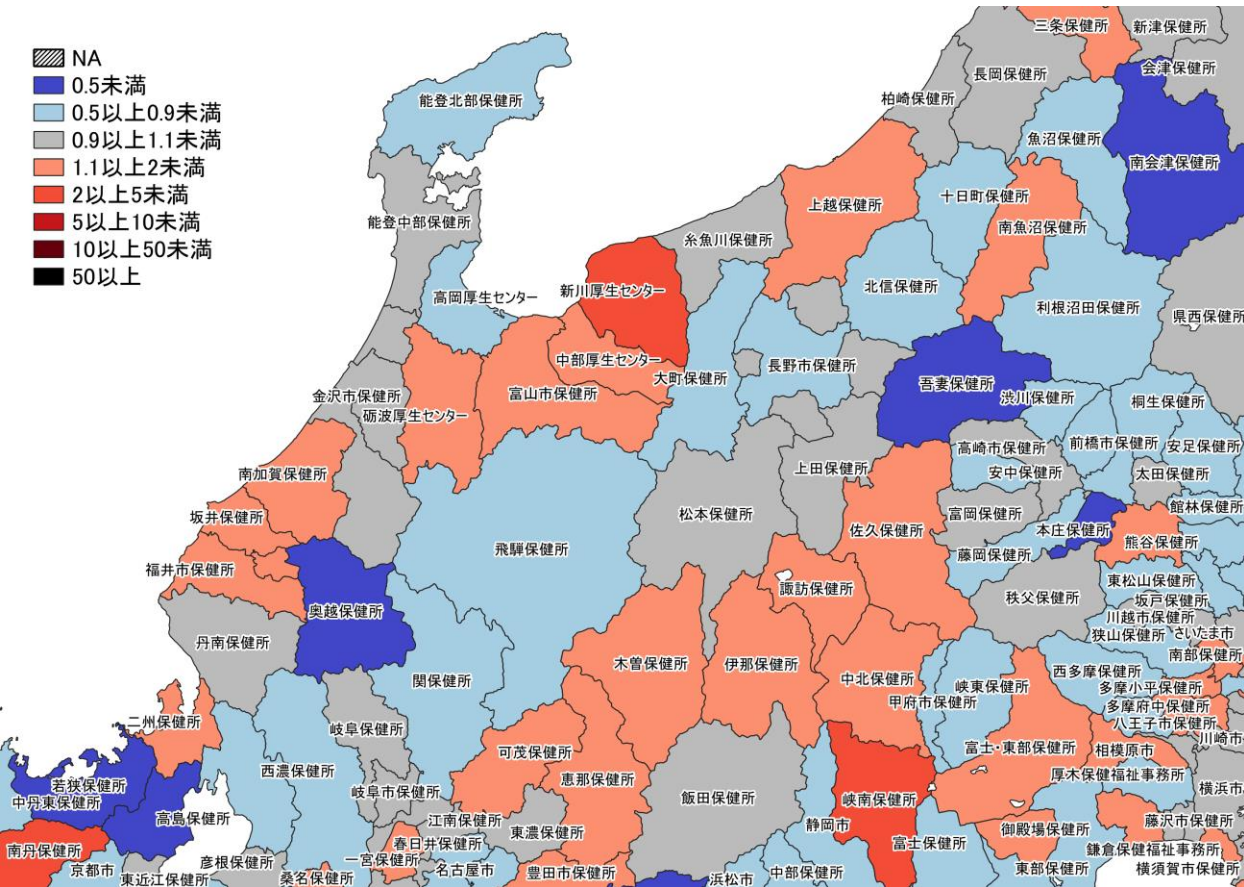 NA
0.5未満
0.5以上0.9未満
0.9以上1.1未満
1.1以上2未満
2以上5未満
5以上10未満
10以上50未満
50以上
三条保健所
新津保健所
会津保健所
長岡保健所
柏崎保健所
能登北部保健所
魚沼保健所
南会津保健所
十日町保健所
上越保健所
南魚沼保健所
能登中部保健所
糸魚川保健所
新川厚生センター
高岡厚生センター
北信保健所
利根沼田保健所
県西保健所
中部厚生センター
大町保健所
長野市保健所
吾妻保健所
渋川保健所
金沢市保健所
砺波厚生センター
富山市保健所
桐生保健所
前橋市保健所
安足保健所
高崎市保健所
安中保健所
太田保健所
上田保健所
南加賀保健所
坂井保健所
松本保健所
佐久保健所
富岡保健所
館林保健所
本庄保健所
熊谷保健所
飛騨保健所
藤岡保健所
福井市保健所
諏訪保健所
東松山保健所
秩父保健所
坂戸保健所
奥越保健所
川越市保健所
狭山保健所
さいたま市
丹南保健所
南部保健所
木曽保健所
伊那保健所
中北保健所
西多摩保健所
関保健所
甲府市保健所
峡東保健所
多摩小平保健所
多摩府中保健所
八王子市保健所
二州保健所
岐阜保健所
川崎市
可茂保健所
富士・東部保健所
相模原市
西濃保健所
恵那保健所
厚木保健福祉事務所
若狭保健所
中丹東保健所
岐阜市保健所
飯田保健所
峡南保健所
横浜市
高島保健所
江南保健所
東濃保健所
静岡市
御殿場保健所
藤沢市保健所
南丹保健所
春日井保健所
富士保健所
鎌倉保健福祉事務所
彦根保健所
一宮保健所
京都市
名古屋市
豊田市保健所
中部保健所
東部保健所
横須賀市保健所
東近江保健所
桑名保健所
浜松市